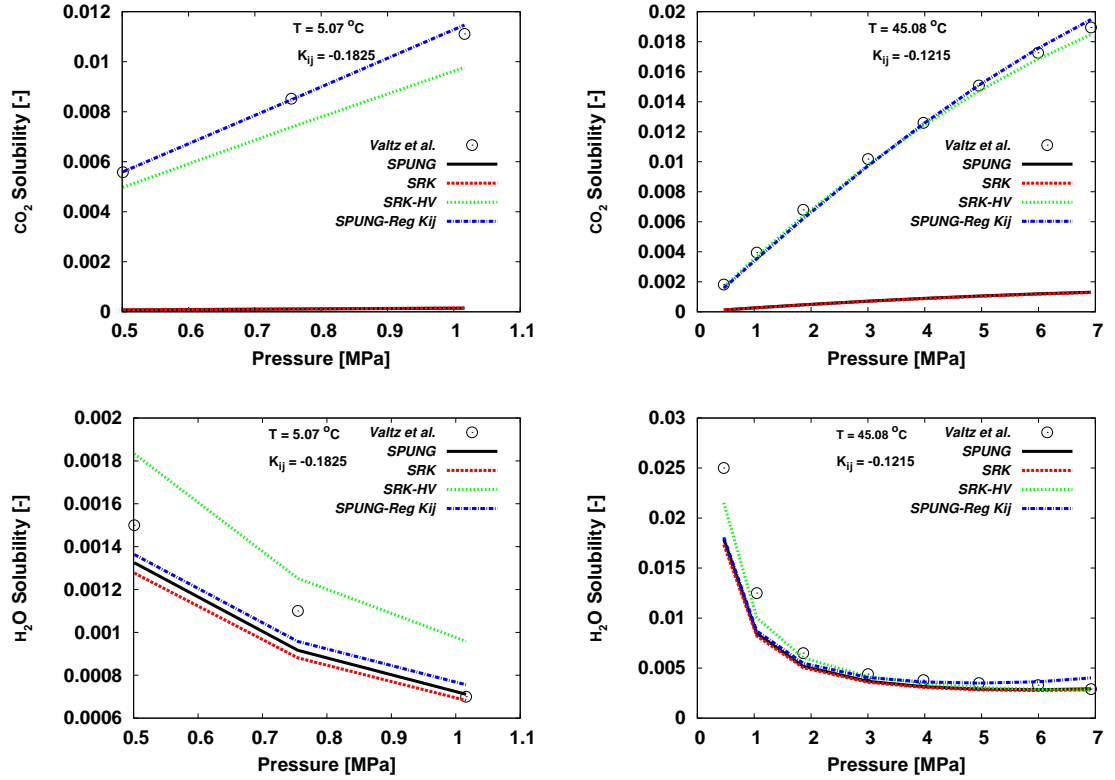 0.012
0.01
0.008
0.006
0.004
0.002
0
CO2 Solubility [-]
T = 5.07 °C
Kij = -0.1825
Valtz et al.
SPUNG
SRK
SRK-HV
SPUNG-Reg Kij
0.5 0.6 0.7 0.8 0.9 1 1.1
Pressure [MPa]
0.02
0.018
0.016
0.014
0.012
0.01
0.008
0.006
0.004
0.002
0
CO2 Solubility [-]
T = 45.08 °C
Kij = -0.1215
Valtz et al.
SPUNG
SRK
SRK-HV
SPUNG-Reg Kij
0 1 2 3 4 5 6 7
Pressure [MPa]
0.002
0.0018
0.0016
0.0014
0.0012
0.001
0.0008
0.0006
H2O Solubility [-]
T = 5.07 °C
Kij = -0.1825
Valtz et al.
SPUNG
SRK
SRK-HV
SPUNG-Reg Kij
0.5 0.6 0.7 0.8 0.9 1 1.1
Pressure [MPa]
0.03
0.025
0.02
0.015
0.01
0.005
0
H2O Solubility [-]
T = 45.08 °C
Kij = -0.1215
Valtz et al.
SPUNG
SRK
SRK-HV
SPUNG-Reg Kij
0 1 2 3 4 5 6 7
Pressure [MPa]